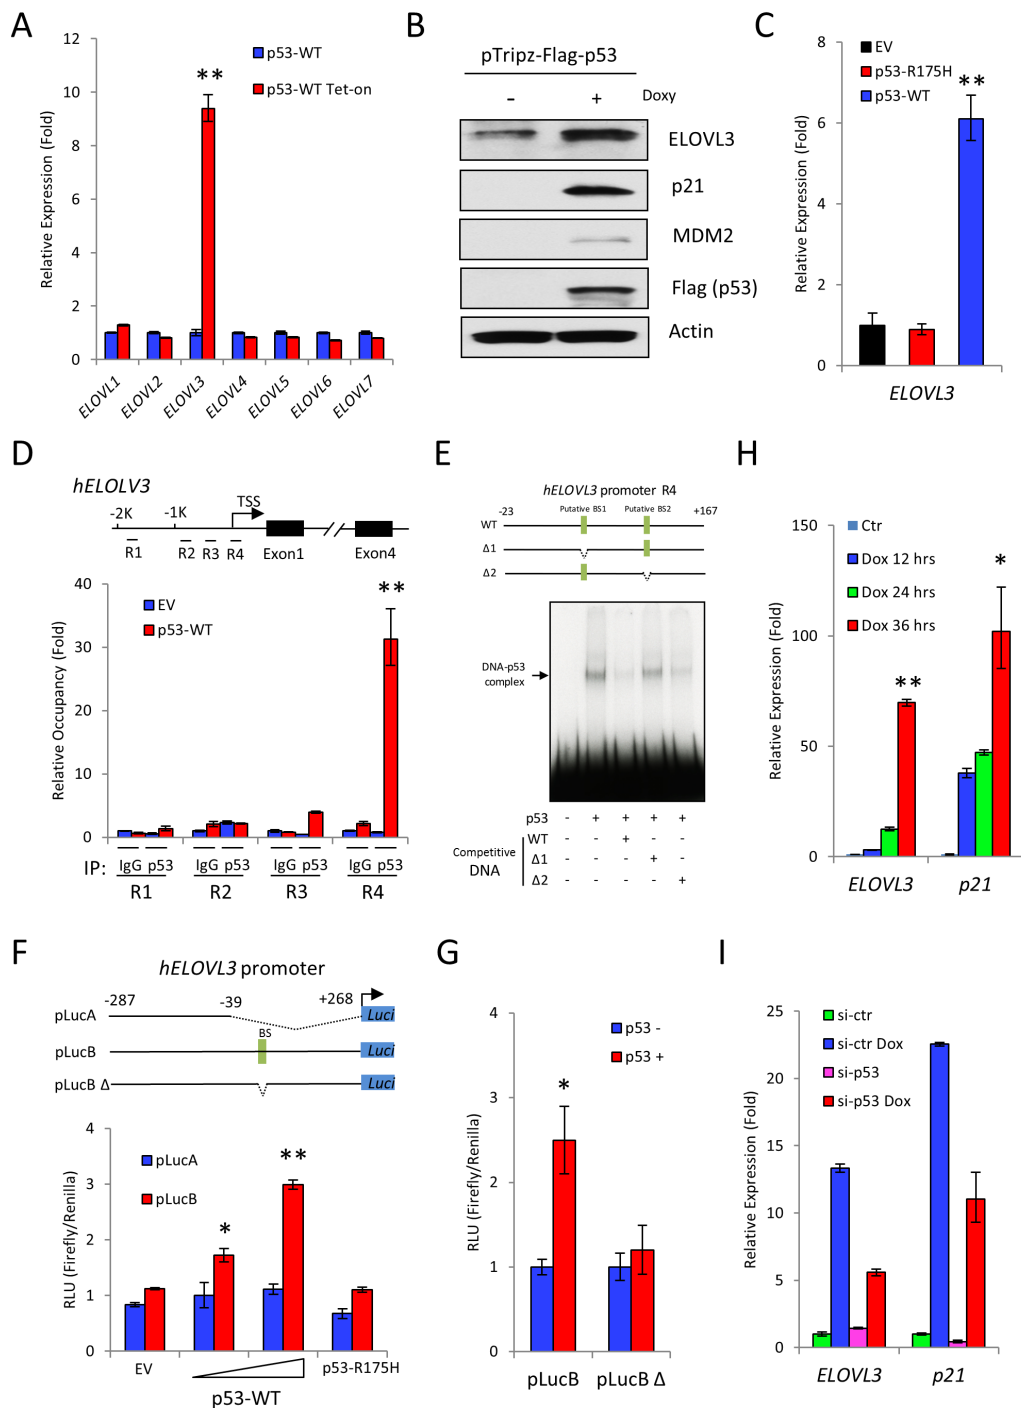 A
12
10
8
6
4
2
0
Relative Expression (Fold)
p53-WT
p53-WT Tet-on
**
ELOVL1
ELOVL2
ELOVL3
ELOVL4
ELOVL5
ELOVL6
ELOVL7
B
pTripz-Flag-p53
- + Doxy
ELOVL3
p21
MDM2
Flag (p53)
Actin
C
8
6
4
2
0
Relative Expression (Fold)
EV
p53-R175H
p53-WT
**
ELOVL3
D
hELOLV3
-2K -1K TSS
R1 R2 R3 R4 Exon1 Exon4
40
30
20
10
0
Relative Occupancy (Fold)
EV
p53-WT
**
IP: IgG p53 IgG p53 IgG p53 IgG p53
R1 R2 R3 R4
E
hELOVL3 promoter R4
-23 Putative BS1 Putative BS2 +167
WT
Δ1
Δ2
DNA-p53
complex
p53 - + + + +
Competitive
DNA
WT - - + - -
Δ1 - - - + -
Δ2 - - - - +
H
150
100
50
0
Relative Expression (Fold)
Ctr
Dox 12 hrs
Dox 24 hrs
Dox 36 hrs
**
*
ELOVL3 p21
F
hELOVL3 promoter
-287 -39 +268
pLucA Luci
BS
pLucB Luci
pLucB Δ Luci
4
3
2
1
0
RLU (Firefly/Renilla)
pLucA
pLucB
*
**
EV p53-R175H
p53-WT
G
4
3
2
1
0
RLU (Firefly/Renilla)
p53 -
p53 +
*
pLucB pLucB Δ
I
25
20
15
10
5
0
Relative Expression (Fold)
si-ctr
si-ctr Dox
si-p53
si-p53 Dox
ELOVL3 p21